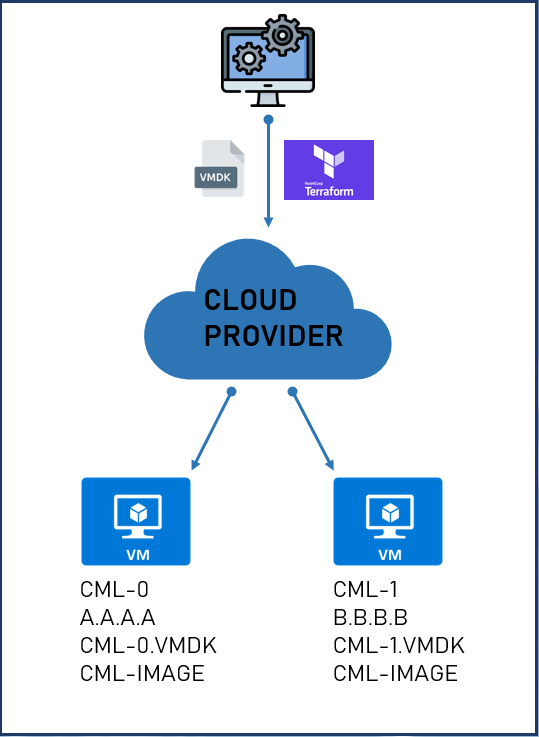 VMDK
HashiCorp
Terraform
CLOUD
PROVIDER
VM
CML-0
A.A.A.A
CML-0.VMDK
CML-IMAGE
VM
CML-1
B.B.B.B
CML-1.VMDK
CML-IMAGE